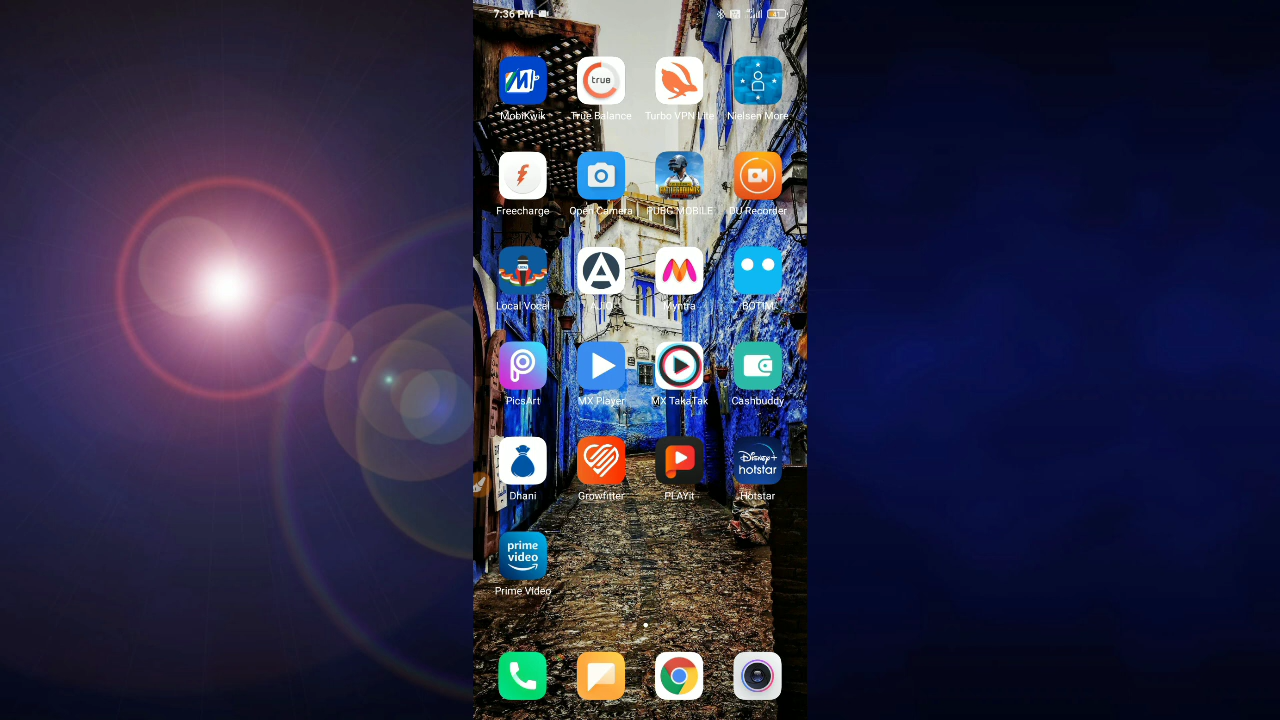 7:36 PM
MobiKwik
true
True Balance
Turbo VPN Lite
Nielsen More
Freecharge
Open Camera
PUBG MOBILE
DU Recorder
LOCAL
Local Vocal
AJIO
Myntra
BOTIM
PicsArt
MX Player
MX TakaTak
Cashbuddy
Dhani
Growfitter
PLAYit
Disney+
hotstar
Hotstar
prime
video
Prime Video